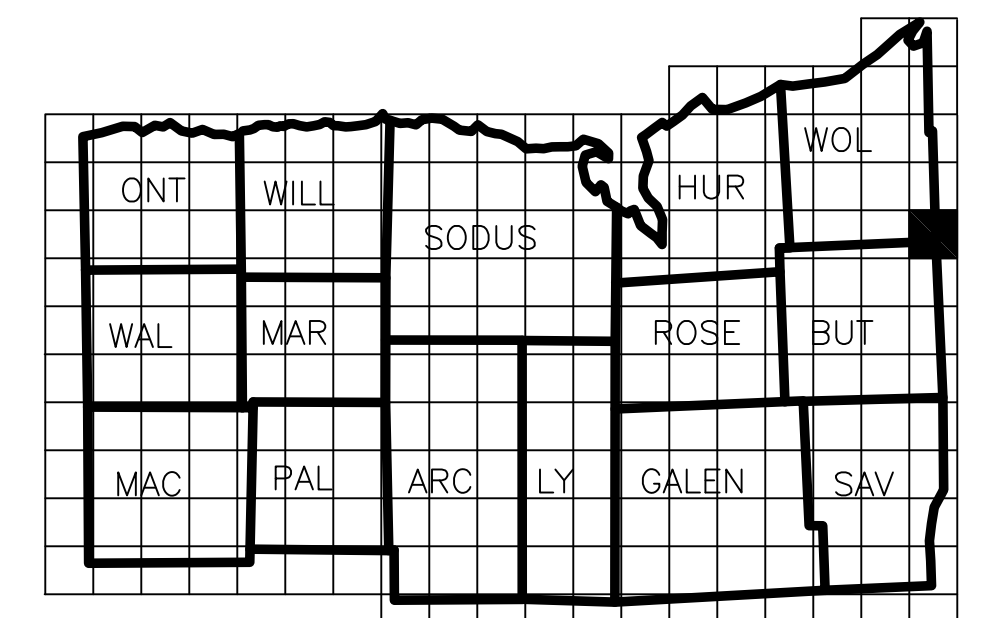 WOL
ONT WILL HUR
SODUS
WAL MAR ROSE BUT
MAC PAL ARC LY GALEN SAV